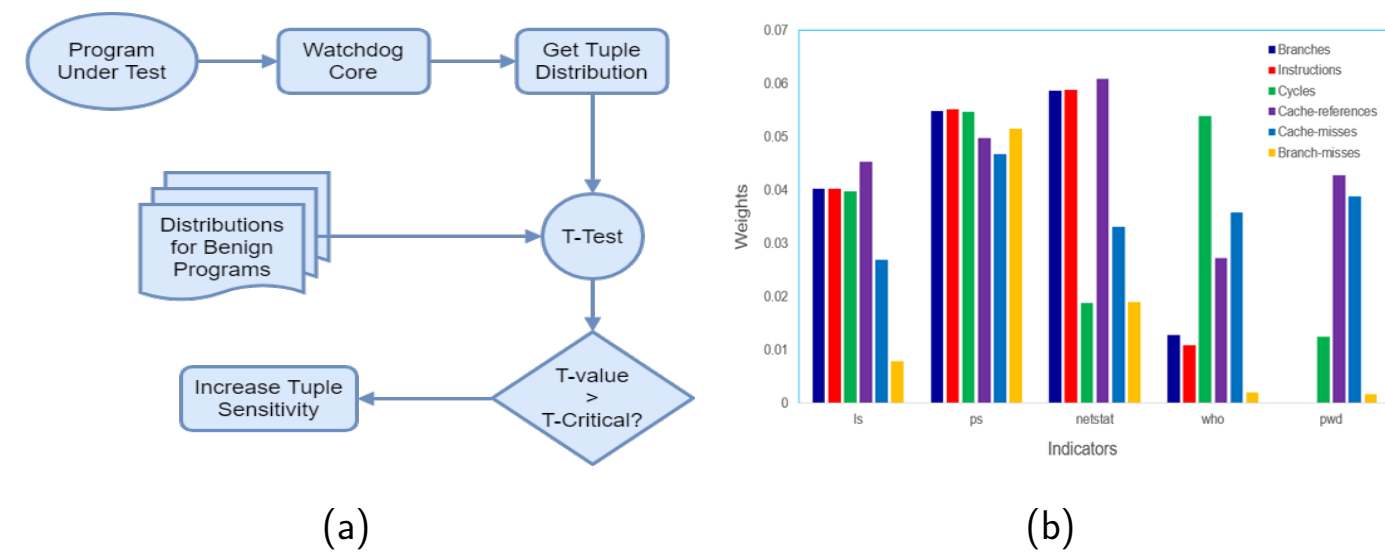 Program
Under Test
Watchdog
Core
Get Tuple
Distribution
Distributions
for Benign
Programs
T-Test
Increase Tuple
Sensitivity
T-value
>
T-Critical?
(a)
0.07
0.06
0.05
0.04
0.03
0.02
0.01
0
Weights
Branches
Instructions
Cycles
Cache-references
Cache-misses
Branch-misses
ls
ps
netstat
who
pwd
Indicators
(b)